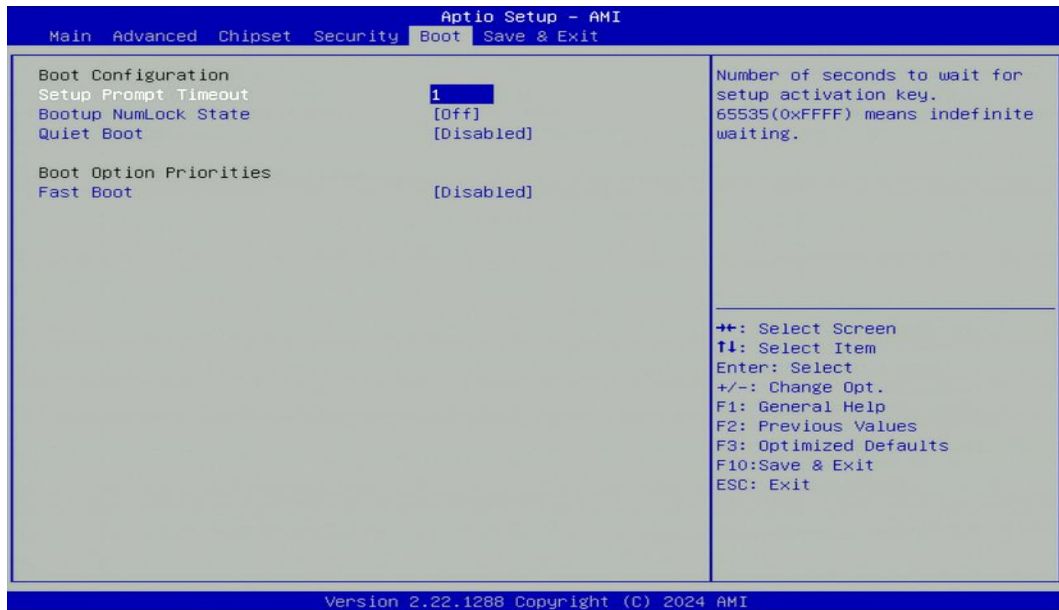 Aptio Setup – AMI
Main Advanced Chipset Security Boot Save & Exit
Boot Configuration
Setup Prompt Timeout 1
Bootup NumLock State [Off]
Quiet Boot [Disabled]
Boot Option Priorities
Fast Boot [Disabled]
Number of seconds to wait for
setup activation key.
65535(0xFFFF) means indefinite
waiting.
→←: Select Screen
↑↓: Select Item
Enter: Select
+/-: Change Opt.
F1: General Help
F2: Previous Values
F3: Optimized Defaults
F10:Save & Exit
ESC: Exit
Version 2.22.1288 Copyright (C) 2024 AMI